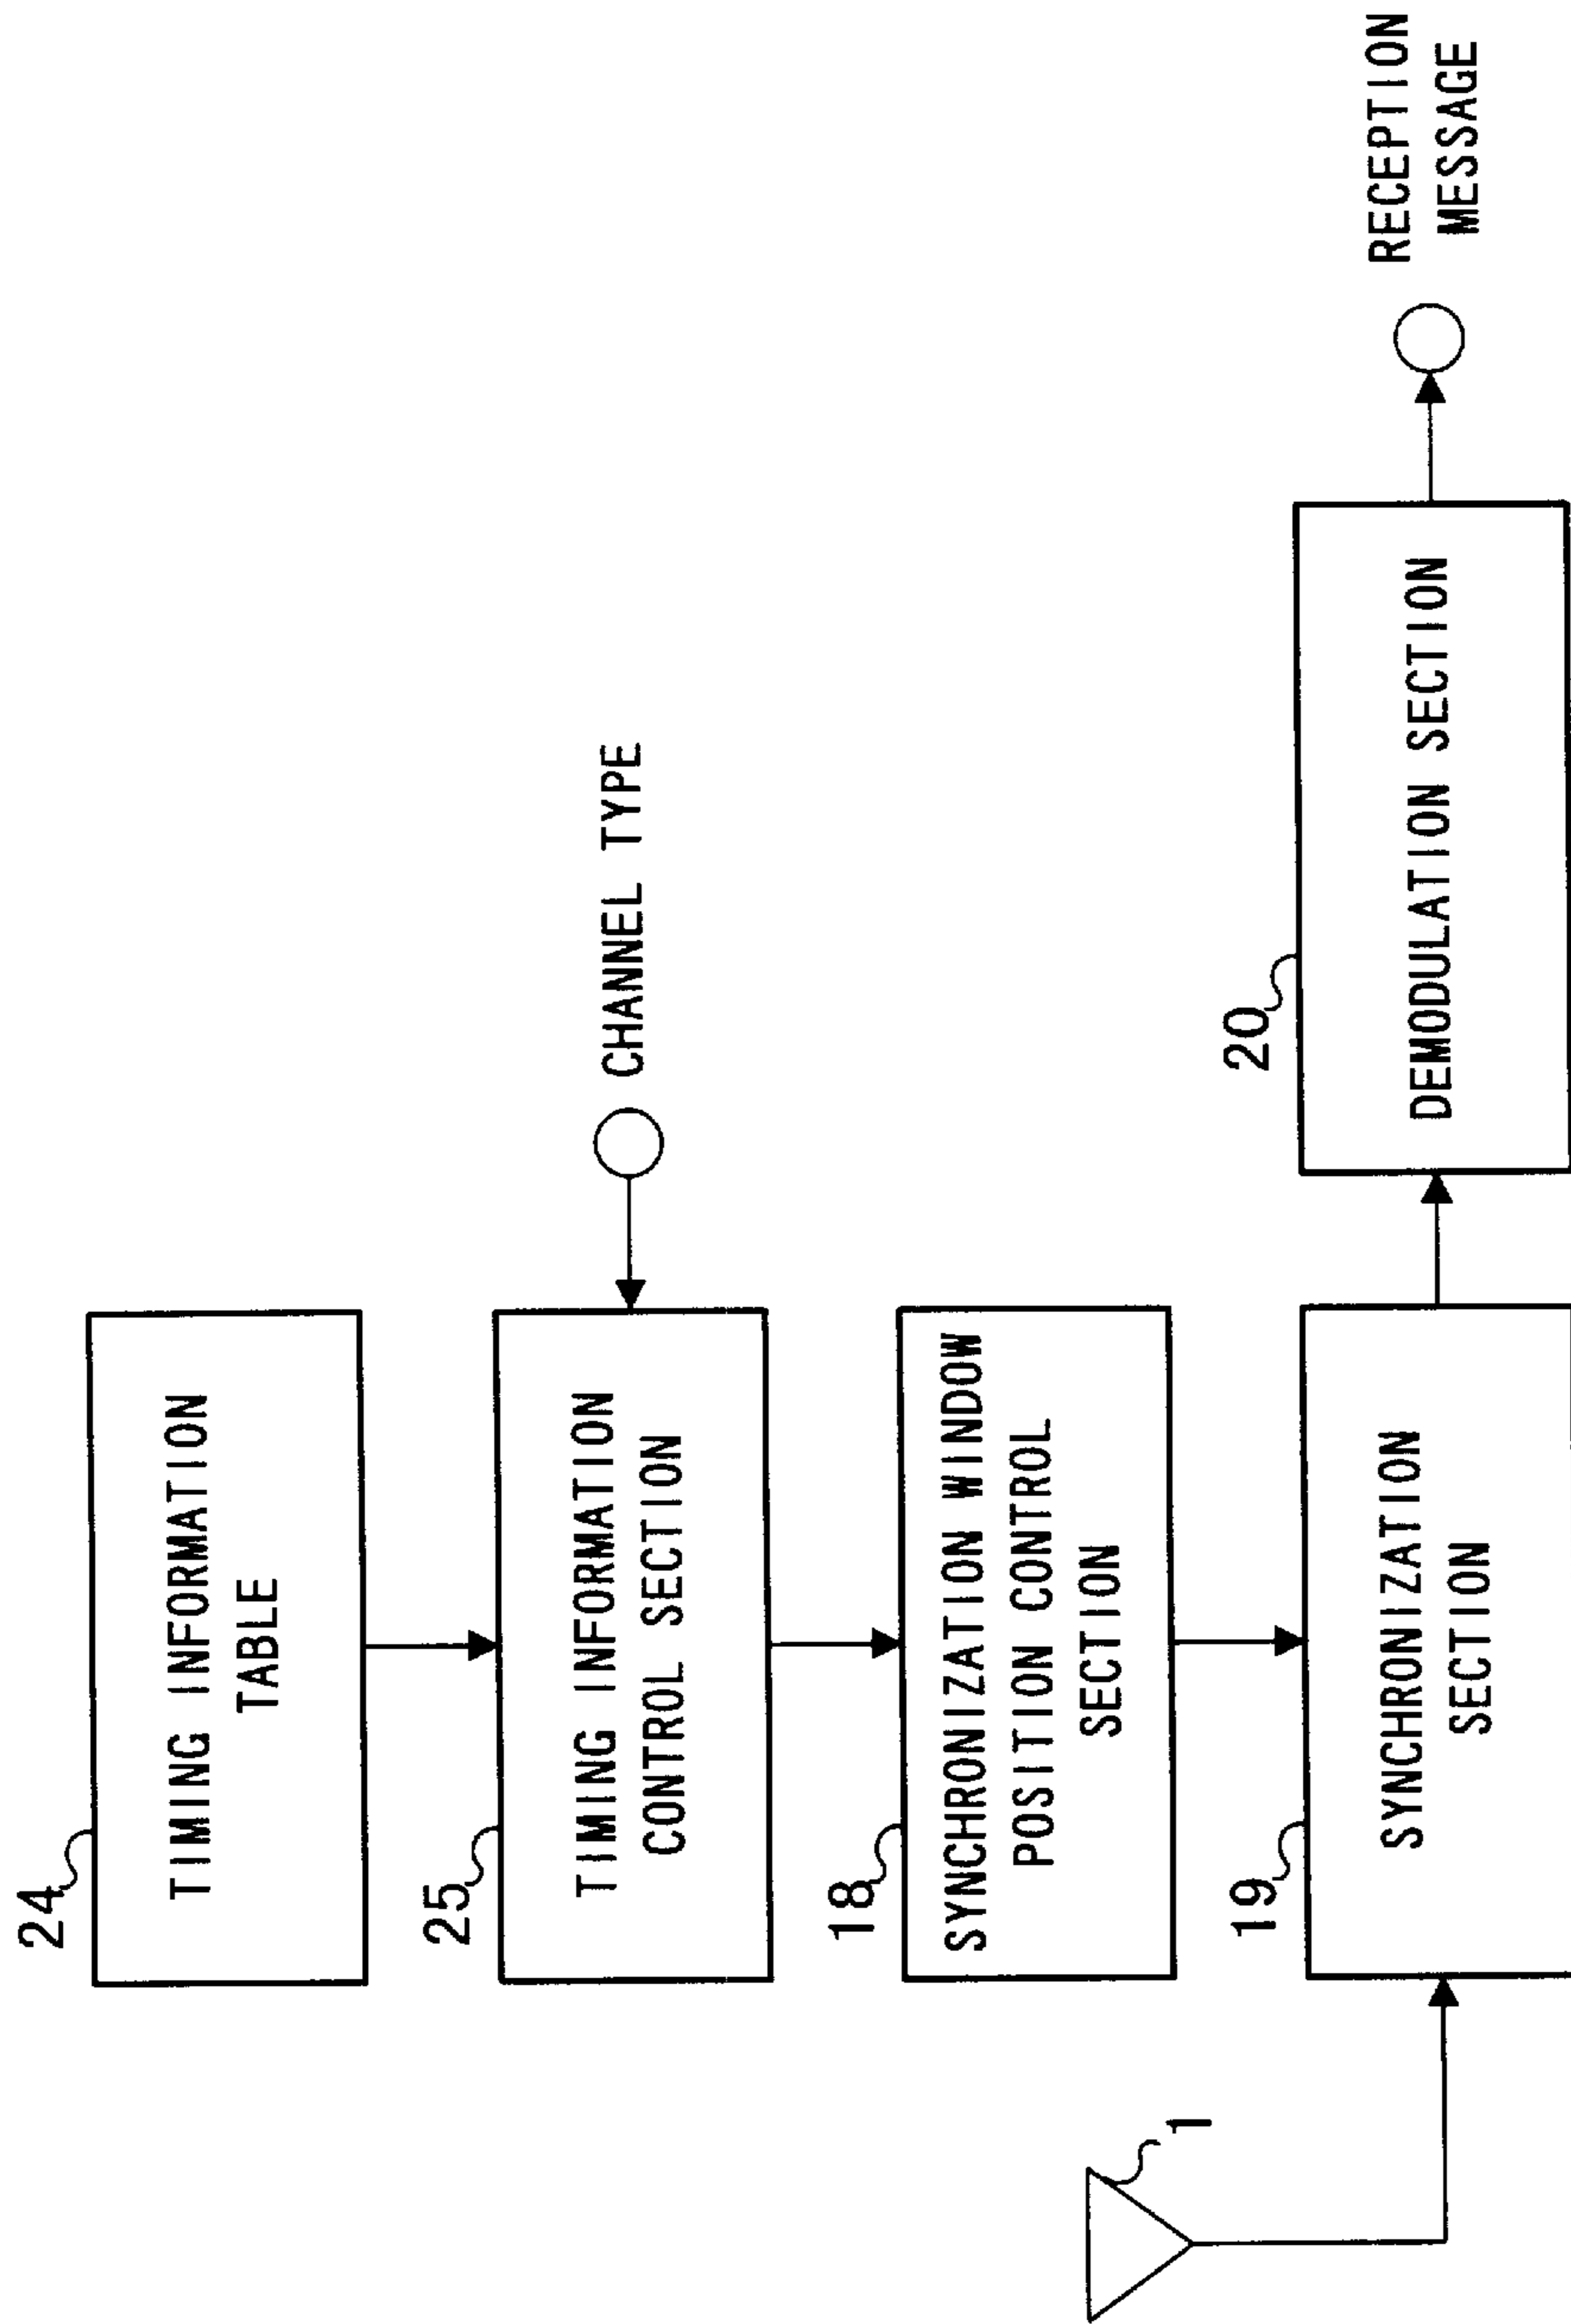 24
TIMING INFORMATION
TABLE
25
TIMING INFORMATION
CONTROL SECTION
CHANNEL TYPE
18
SYNCHRONIZATION WINDOW
POSITION CONTROL
SECTION
1
19
SYNCHRONIZATION
SECTION
20
DEMODULATION SECTION
RECEPTION
MESSAGE